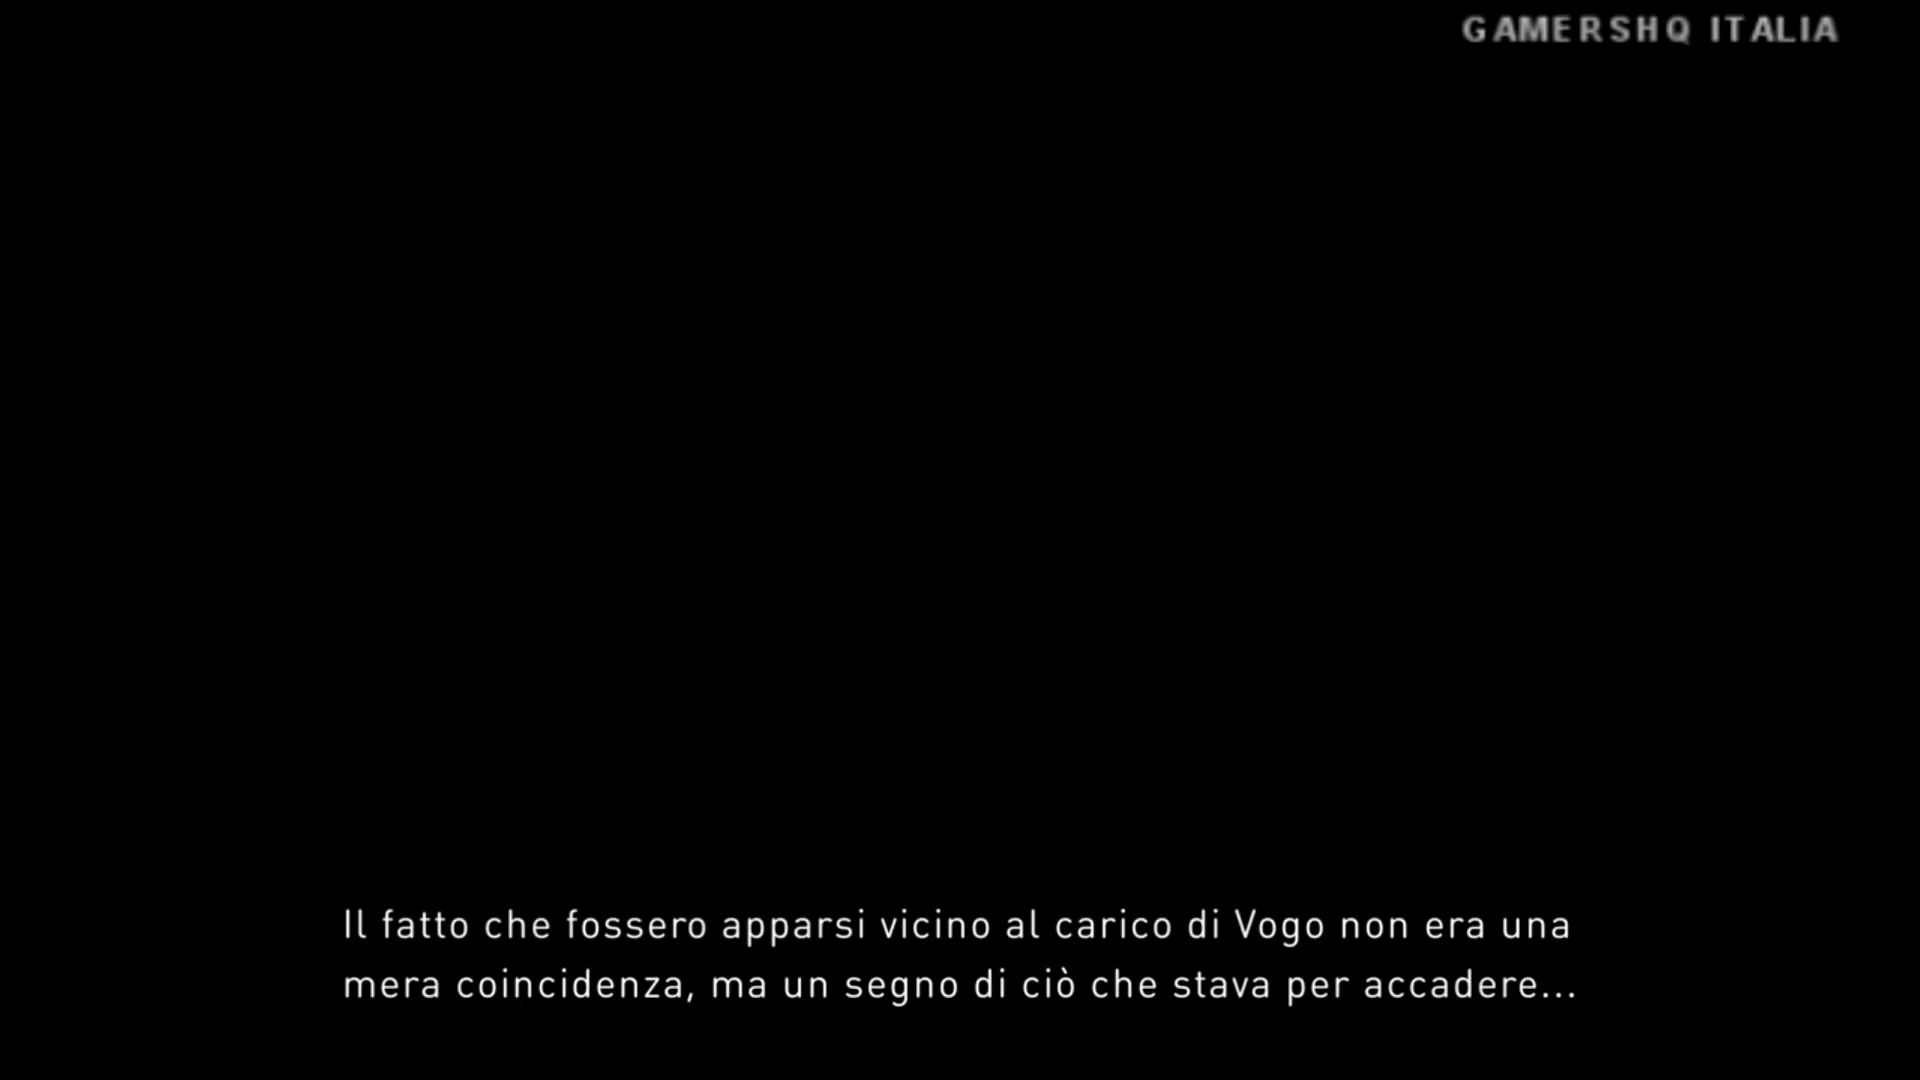 GAMERSHQ ITALIA
Il fatto che fossero apparsi vicino al carico di Vogo non era una
mera coincidenza, ma un segno di ciò che stava per accadere...